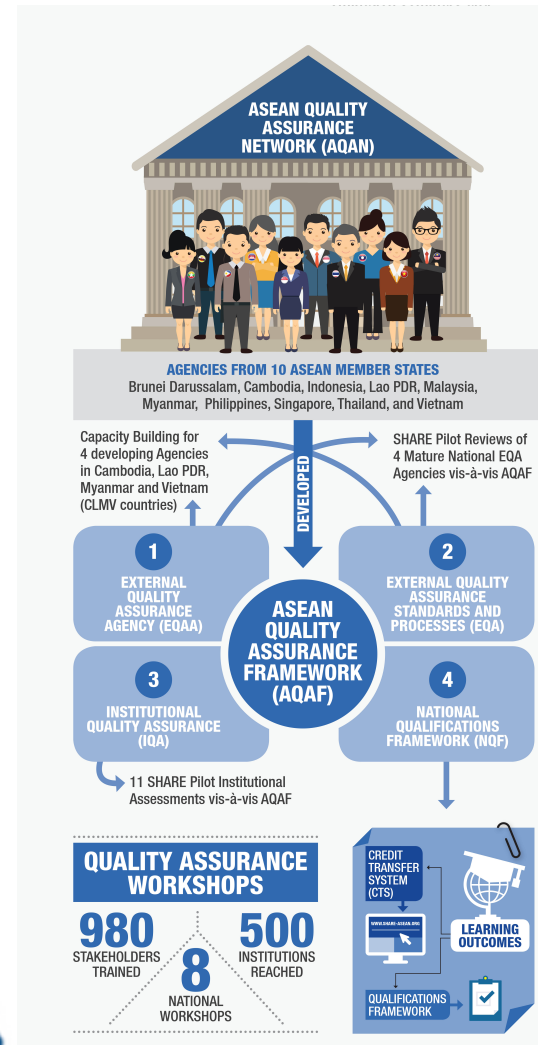 ASEAN QUALITY
ASSURANCE
NETWORK (AQAN)
AGENCIES FROM 10 ASEAN MEMBER STATES
Brunei Darussalam, Cambodia, Indonesia, Lao PDR, Malaysia,
Myanmar, Philippines, Singapore, Thailand, and Vietnam
Capacity Building for
4 developing Agencies
in Cambodia, Lao PDR,
Myanmar and Vietnam
(CLMV countries)
DEVELOPED
SHARE Pilot Reviews of
4 Mature National EQA
Agencies vis-à-vis AQAF
1
EXTERNAL
QUALITY
ASSURANCE
AGENCY (EQAA)
2
EXTERNAL QUALITY
ASSURANCE
STANDARDS AND
PROCESSES (EQA)
ASEAN
QUALITY
ASSURANCE
FRAMEWORK
(AQAF)
3
INSTITUTIONAL
QUALITY ASSURANCE
(IQA)
4
NATIONAL
QUALIFICATIONS
FRAMEWORK (NQF)
11 SHARE Pilot Institutional
Assessments vis-à-vis AQAF
QUALITY ASSURANCE
WORKSHOPS
980
STAKEHOLDERS
TRAINED
8
NATIONAL
WORKSHOPS
500
INSTITUTIONS
REACHED
CREDIT
TRANSFER
SYSTEM
(CTS)
WWW.SHARE-ASEAN.ORG
LEARNING
OUTCOMES
QUALIFICATIONS
FRAMEWORK